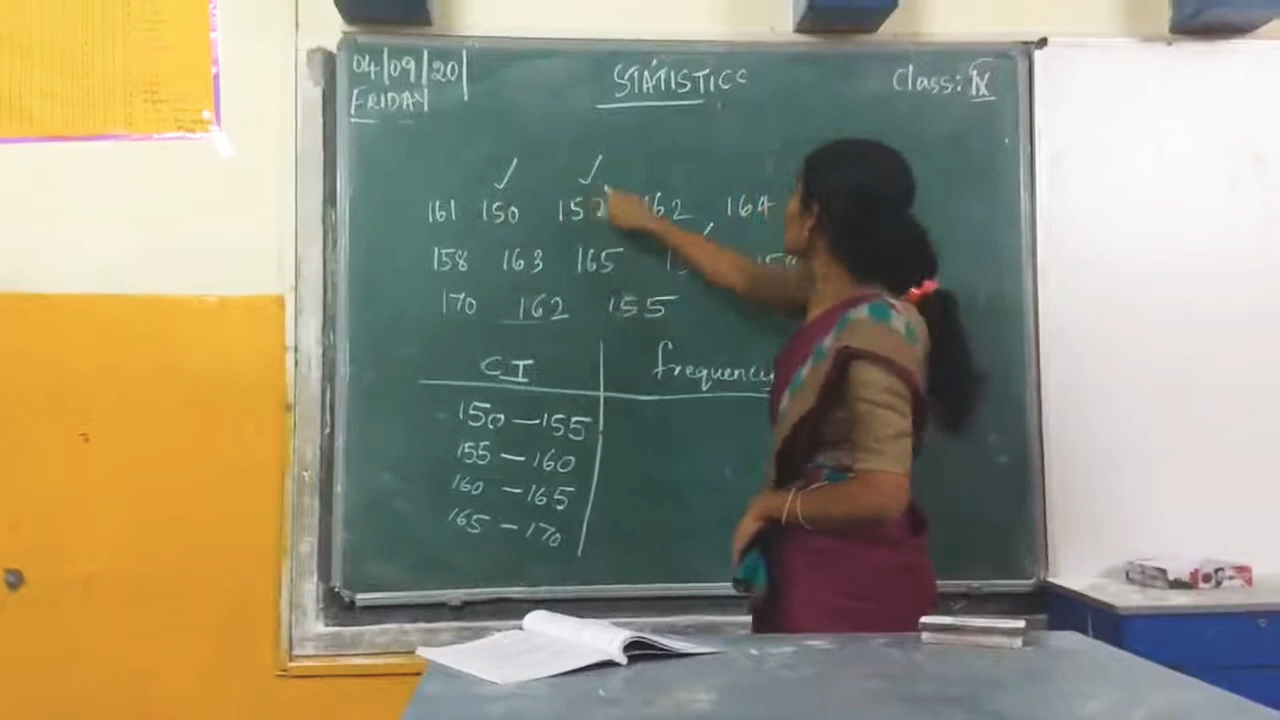 04/09/20
FRIDAY
STATISTICS
Class: IX
161 150 162 164
158 163 165
170 162 155
CI frequency
150 — 155
155 — 160
160 — 165
165 — 170